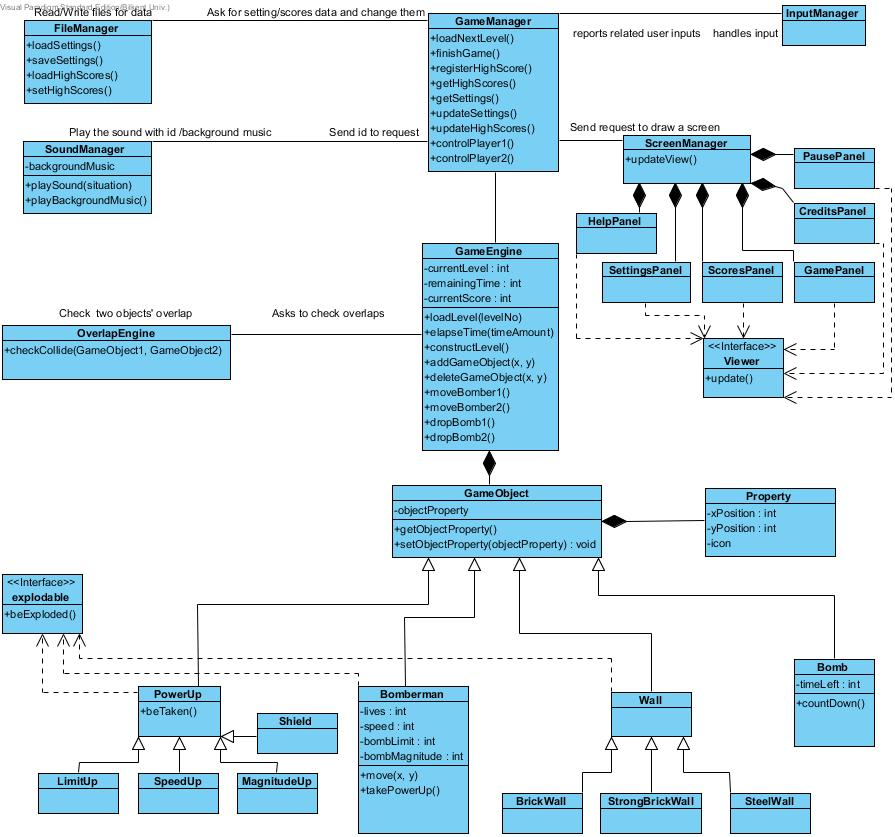 Visual Paradigm Standard Edition(Bilkent Univ.)
Read/Write files for data
Ask for setting/scores data and change them
FileManager
+loadSettings()
+saveSettings()
+loadHighScores()
+setHighScores()
GameManager
+loadNextLevel()
+finishGame()
+registerHighScore()
+getHighScores()
+getSettings()
+updateSettings()
+updateHighScores()
+controlPlayer1()
+controlPlayer2()
InputManager
reports related user inputs
handles input
Play the sound with id /background music
Send id to request
SoundManager
-backgroundMusic
+playSound(situation)
+playBackgroundMusic()
Send request to draw a screen
ScreenManager
+updateView()
PausePanel
CreditsPanel
HelpPanel
SettingsPanel
ScoresPanel
GamePanel
<<Interface>>
Viewer
+update()
GameEngine
-currentLevel : int
-remainingTime : int
-currentScore : int
+loadLevel(levelNo)
+elapseTime(timeAmount)
+constructLevel()
+addGameObject(x, y)
+deleteGameObject(x, y)
+moveBomber1()
+moveBomber2()
+dropBomb1()
+dropBomb2()
Check two objects' overlap
Asks to check overlaps
OverlapEngine
+checkCollide(GameObject1, GameObject2)
GameObject
-objectProperty
+getObjectProperty()
+setObjectProperty(objectProperty) : void
Property
-xPosition : int
-yPosition : int
-icon
<<Interface>>
explodable
+beExploded()
PowerUp
+beTaken()
Shield
LimitUp
SpeedUp
MagnitudeUp
Bomberman
-lives : int
-speed : int
-bombLimit : int
-bombMagnitude : int
+move(x, y)
+takePowerUp()
Wall
BrickWall
StrongBrickWall
SteelWall
Bomb
-timeLeft : int
+countDown()